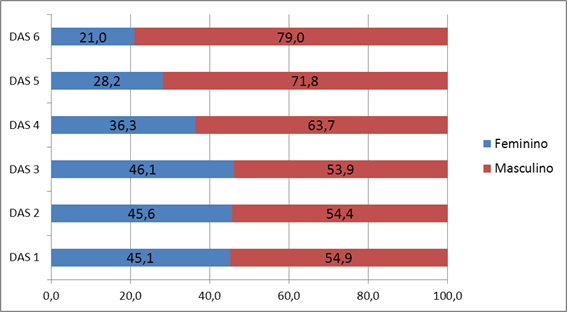 DAS 6 21,0 79,0
DAS 5 28,2 71,8
DAS 4 36,3 63,7
DAS 3 46,1 53,9
DAS 2 45,6 54,4
DAS 1 45,1 54,9
0,0 20,0 40,0 60,0 80,0 100,0
Feminino
Masculino